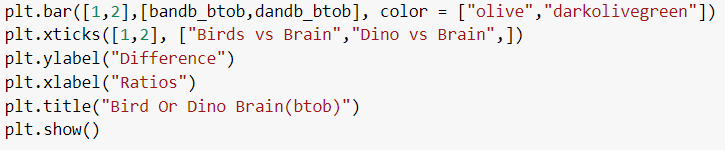 plt.bar([1,2],[bandb_btob,dandb_btob], color = ["olive","darkolivegreen"])
plt.xticks([1,2], ["Birds vs Brain","Dino vs Brain",])
plt.ylabel("Difference")
plt.xlabel("Ratios")
plt.title("Bird Or Dino Brain(btob)")
plt.show()